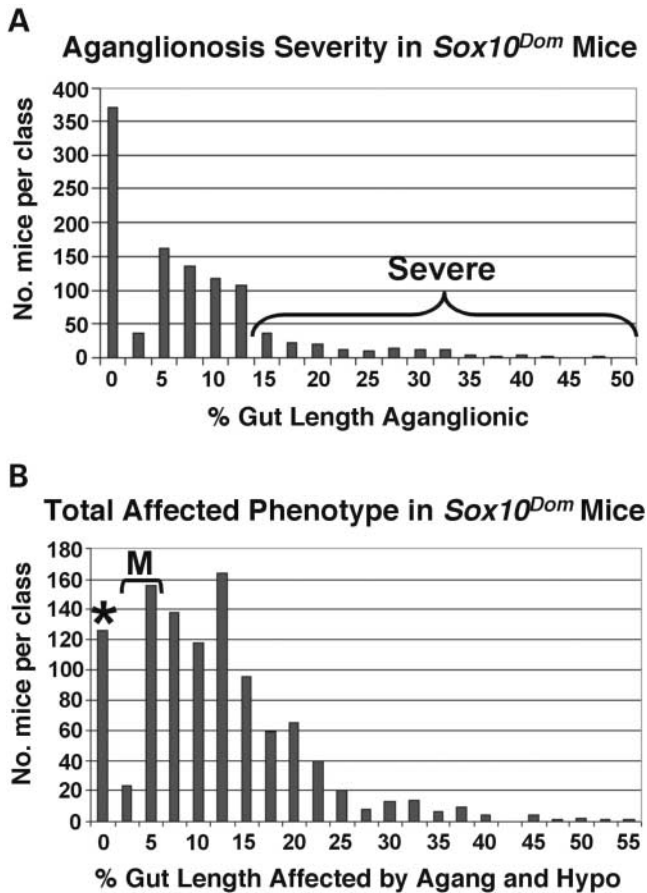 A
Aganglionosis Severity in Sox10Dom Mice
400
350
300
250
200
150
100
50
0
No. mice per class
Severe
0 5 10 15 20 25 30 35 40 45 50
% Gut Length Aganglionic
B
Total Affected Phenotype in Sox10Dom Mice
180
160
140
120
100
80
60
40
20
0
No. mice per class
M
*
0 5 10 15 20 25 30 35 40 45 50 55
% Gut Length Affected by Agang and Hypo